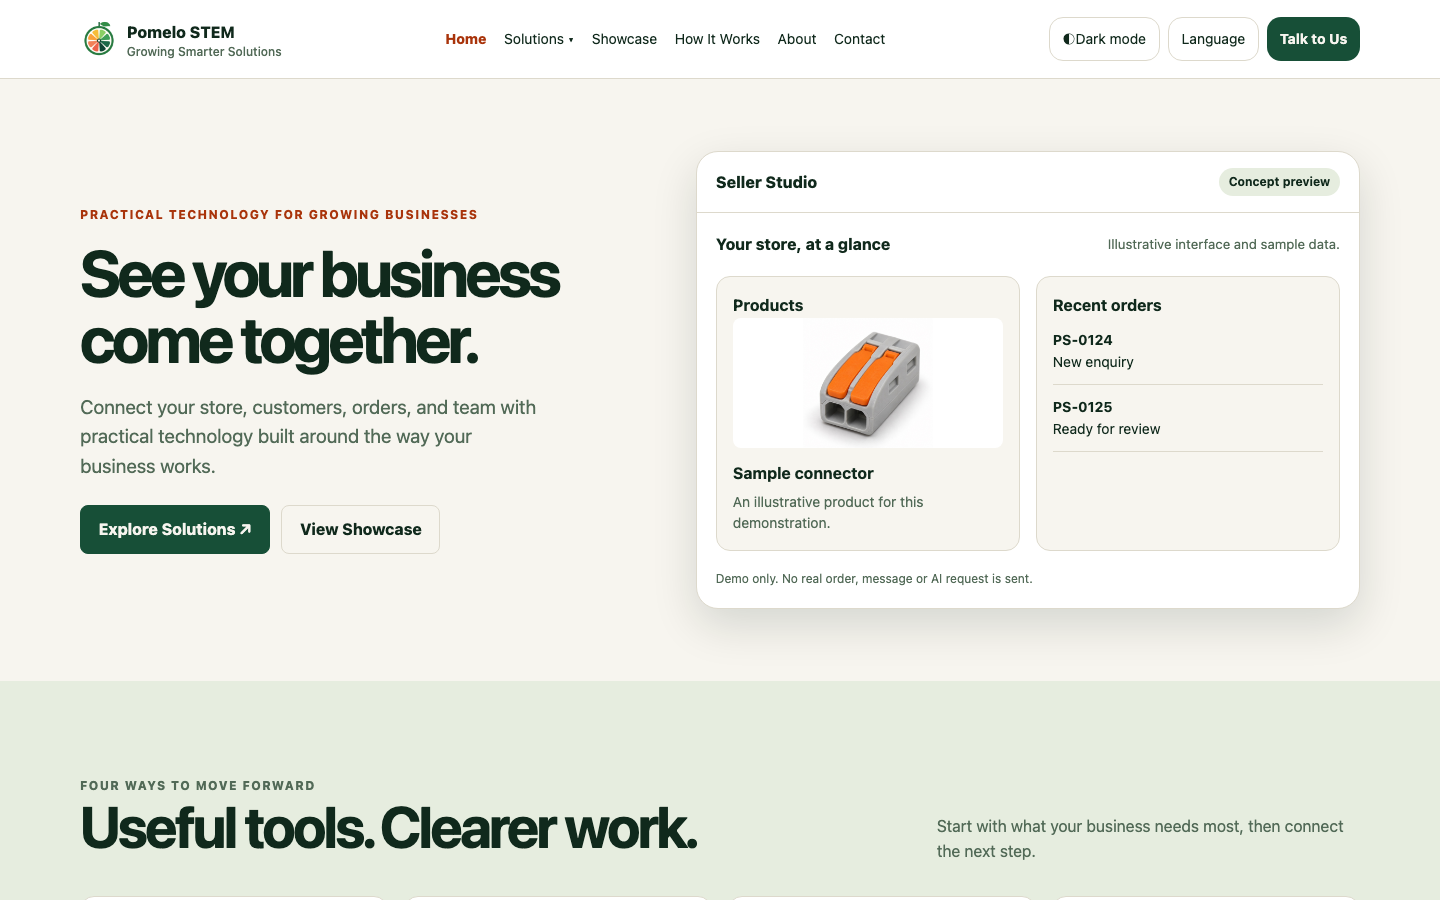 Pomelo STEM
Growing Smarter Solutions
Home
Solutions ▾
Showcase
How It Works
About
Contact
Dark mode
Language
Talk to Us
PRACTICAL TECHNOLOGY FOR GROWING BUSINESSES
See your business
come together.
Connect your store, customers, orders, and team with
practical technology built around the way your
business works.
Explore Solutions ↗
View Showcase
Seller Studio
Concept preview
Your store, at a glance
Illustrative interface and sample data.
Products
Sample connector
An illustrative product for this
demonstration.
Recent orders
PS-0124
New enquiry
PS-0125
Ready for review
Demo only. No real order, message or AI request is sent.
FOUR WAYS TO MOVE FORWARD
Useful tools. Clearer work.
Start with what your business needs most, then connect
the next step.